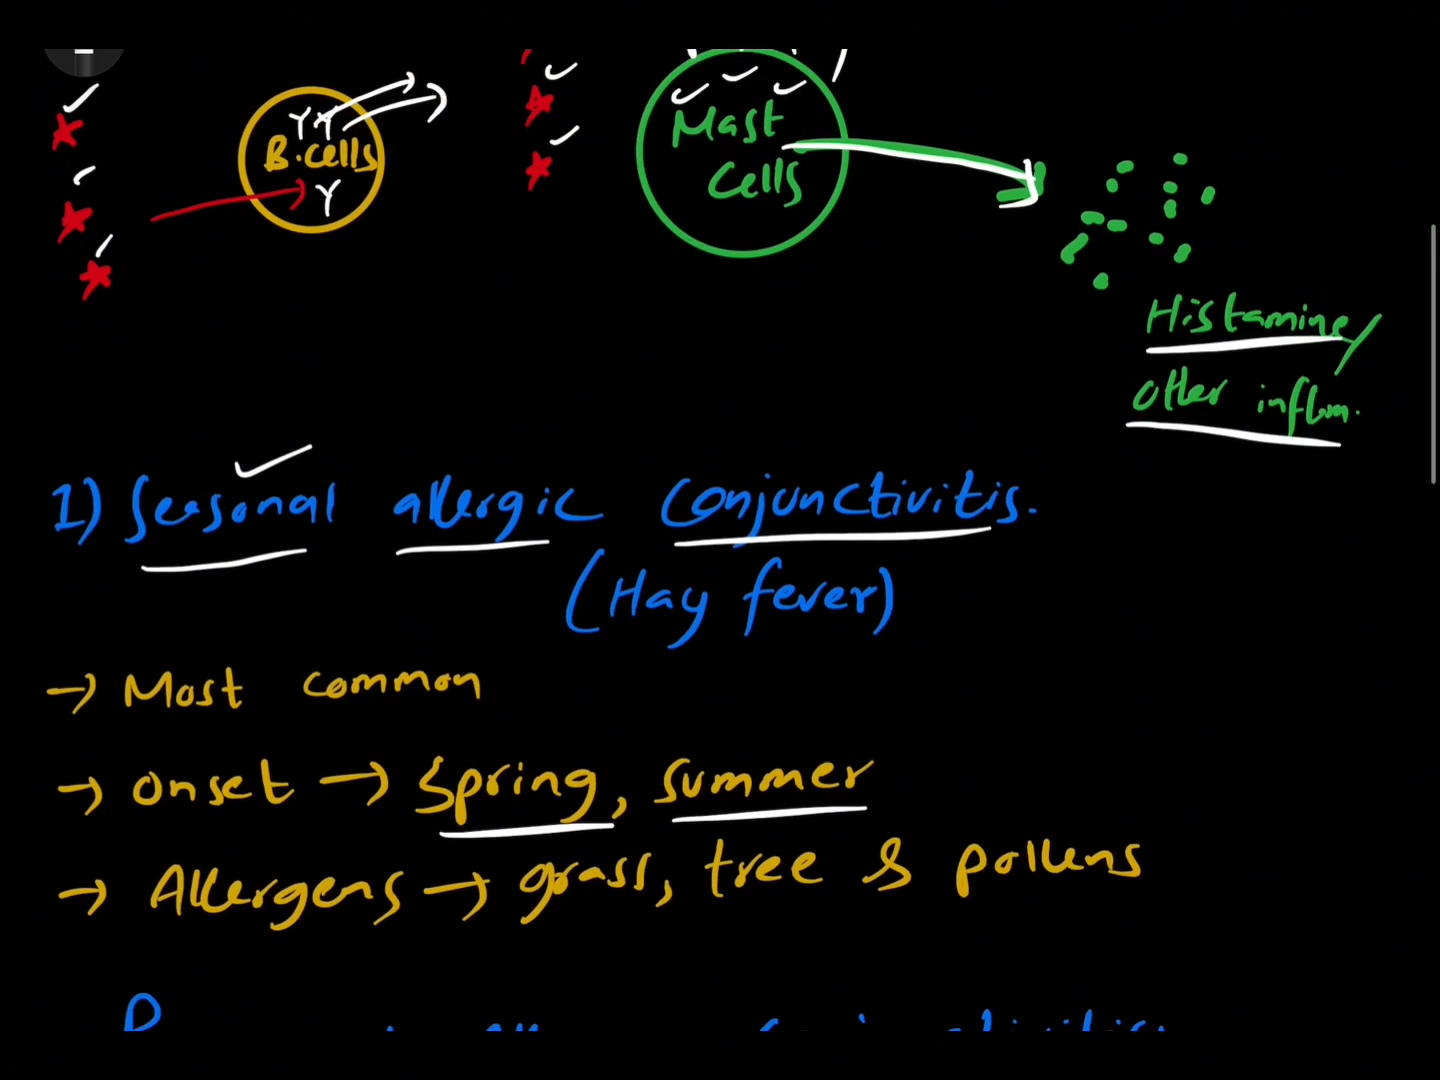 Y Y
B.cells
Y
Mast
Cells
Histamine/
Other inflam.
1) Seasonal allergic Conjunctivitis.
(Hay fever)
→ Most common
→ Onset → Spring, Summer
→ Allergens → grass, tree & pollens